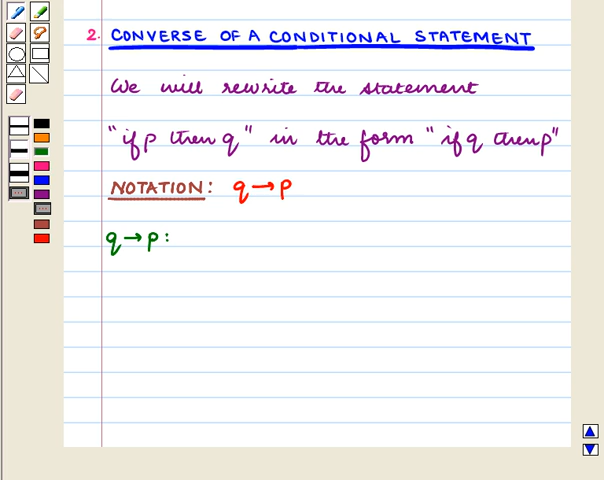 2. CONVERSE OF A CONDITIONAL STATEMENT
We will rewrite the statement
"if p then q" in the form "if q then p"
NOTATION: q→p
q→p: